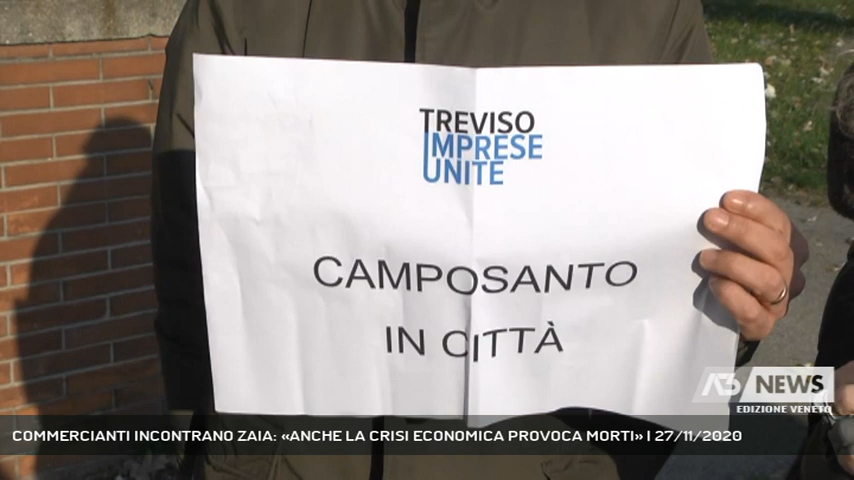 TREVISO
IMPRESE
UNITE
CAMPOSANTO
IN CITTÀ
A3 NEWS
EDIZIONE VENETO
COMMERCIANTI INCONTRANO ZAIA: «ANCHE LA CRISI ECONOMICA PROVOCA MORTI» | 27/11/2020